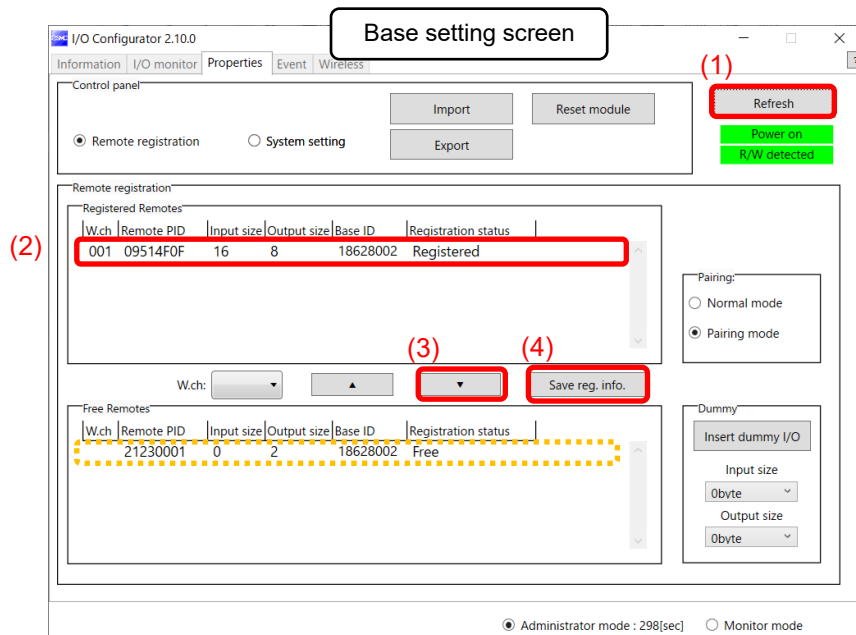 Base setting screen
I/O Configurator 2.10.0
Information I/O monitor Properties Event Wireless
(1)
Control panel
Import Reset module Refresh
Remote registration System setting Export
Power on
R/W detected
Remote registration
Registered Remotes
W.ch Remote PID Input size Output size Base ID Registration status
(2)
001 09514F0F 16 8 18628002 Registered
Pairing:
Normal mode
Pairing mode
(3) (4)
W.ch: ▼ ▲ ▼ Save reg. info.
Free Remotes
W.ch Remote PID Input size Output size Base ID Registration status
21230001 0 2 18628002 Free
Dummy
Insert dummy I/O
Input size
0byte
Output size
0byte
Administrator mode : 298[sec] Monitor mode